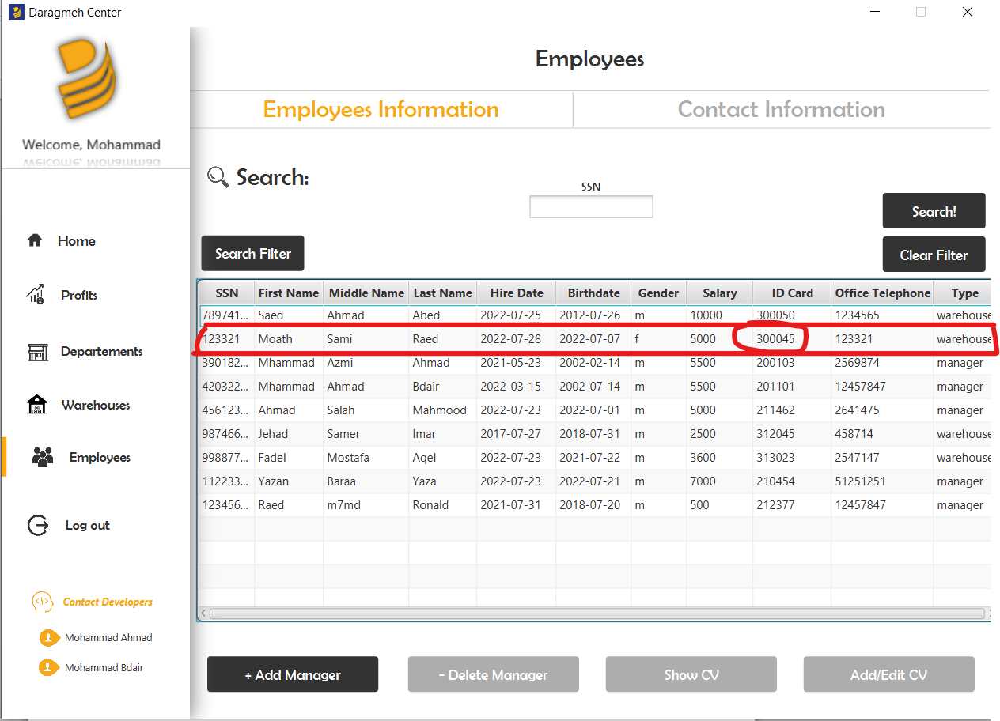 Daragmeh Center
Welcome, Mohammad
Home
Profits
Departements
Warehouses
Employees
Log out
Contact Developers
Mohammad Ahmad
Mohammad Bdair
Employees
Employees Information Contact Information
Search:
SSN
Search!
Search Filter
Clear Filter
SSN First Name Middle Name Last Name Hire Date Birthdate Gender Salary ID Card Office Telephone Type
789741... Saed Ahmad Abed 2022-07-25 2012-07-26 m 10000 300050 1234565 warehouse
123321 Moath Sami Raed 2022-07-28 2022-07-07 f 5000 300045 123321 warehouse
390182... Mhammad Azmi Ahmad 2021-05-23 2002-02-14 m 5500 200103 2569874 manager
420322... Mhammad Ahmad Bdair 2022-03-15 2002-07-14 m 5500 201101 12457847 manager
456123... Ahmad Salah Mahmood 2022-07-23 2022-07-01 m 5000 211462 2641475 manager
987466... Jehad Samer Imar 2017-07-27 2018-07-31 m 2500 312045 458714 warehouse
998877... Fadel Mostafa Aqel 2022-07-23 2021-07-22 m 3600 313023 2547147 warehouse
112233... Yazan Baraa Yaza 2022-07-23 2022-07-21 m 7000 210454 51251251 manager
123456... Raed m7md Ronald 2021-07-31 2018-07-20 m 500 212377 12457847 manager
+ Add Manager - Delete Manager Show CV Add/Edit CV